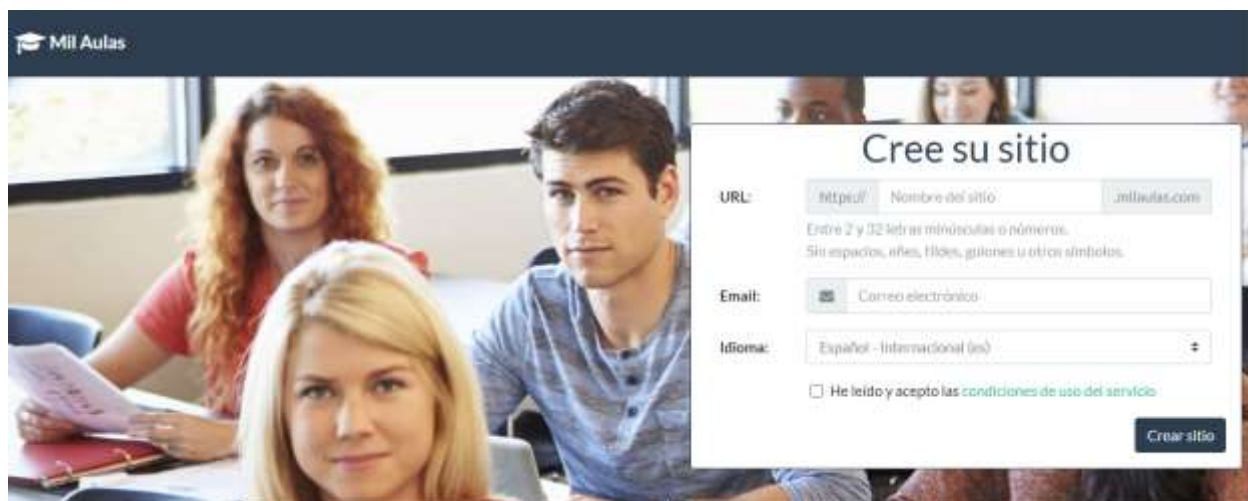 Mil Aulas
Cree su sitio
URL:
https://
Nombre del sitio
.milaulas.com
Entre 2 y 32 letras minúsculas o números.
Sin espacios, eñes, tildes, guiones u otros símbolos.
Email:
Correo electrónico
Idioma:
Español - Internacional (es)
He leído y acepto las condiciones de uso del servicio
Crear sitio